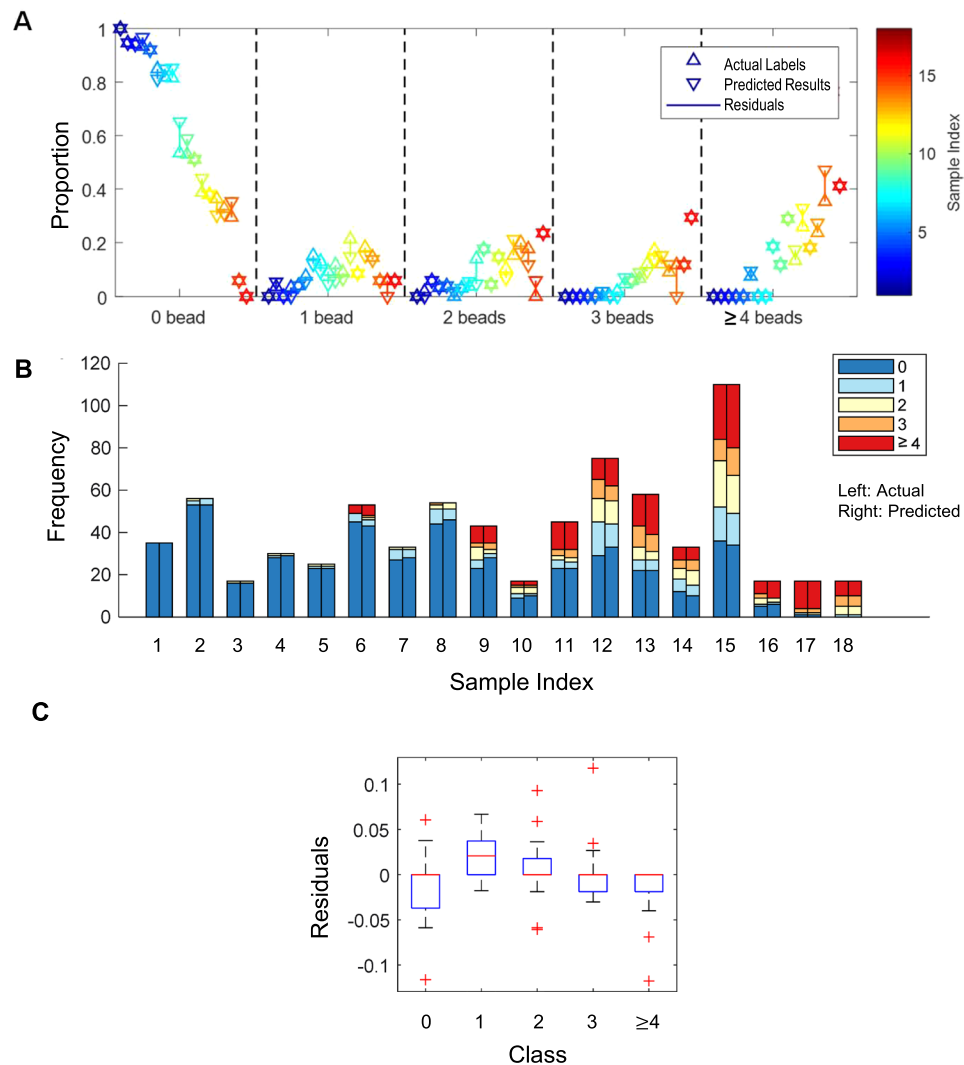 A
1
0.8
0.6
0.4
0.2
0
Proportion
Actual Labels
Predicted Results
Residuals
0 bead
1 bead
2 beads
3 beads
≥ 4 beads
15
10
5
Sample Index
B
120
100
80
60
40
20
0
Frequency
0
1
2
3
≥ 4
Left: Actual
Right: Predicted
1 2 3 4 5 6 7 8 9 10 11 12 13 14 15 16 17 18
Sample Index
C
0.1
0.05
0
-0.05
-0.1
Residuals
0 1 2 3 ≥4
Class